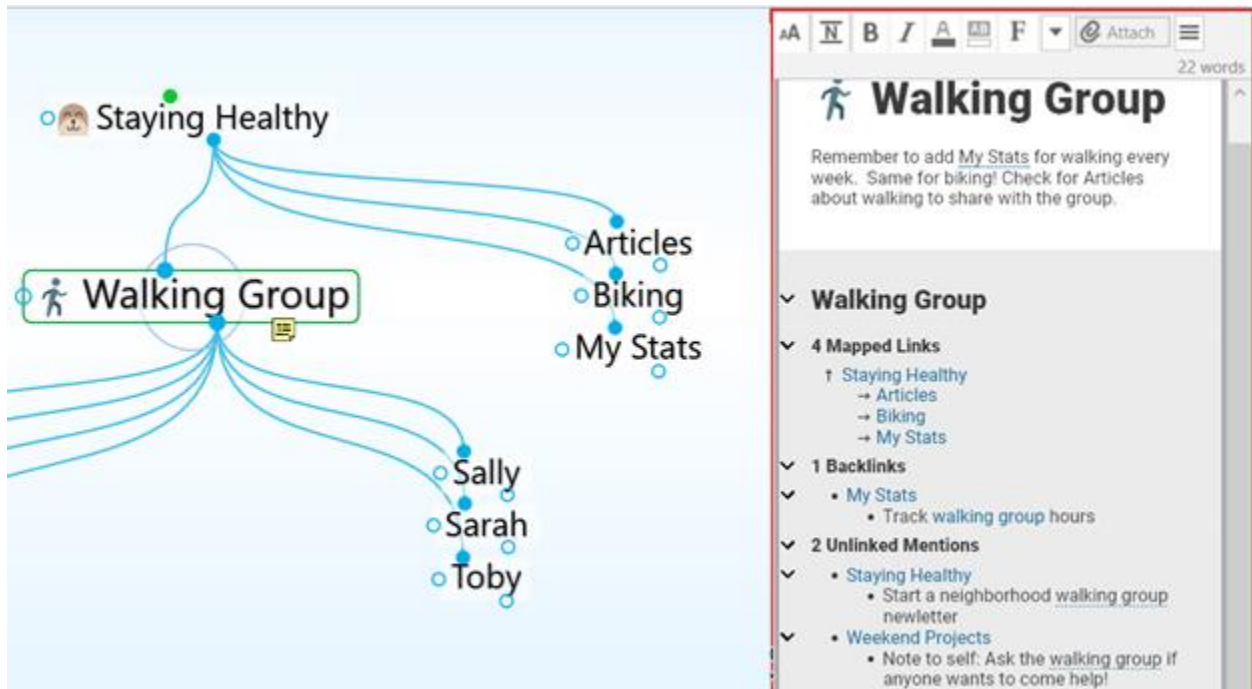 Staying Healthy
Walking Group
Articles
Biking
My Stats
Sally
Sarah
Toby
AA N B I A F Attach
22 words
Walking Group
Remember to add My Stats for walking every
week. Same for biking! Check for Articles
about walking to share with the group.
Walking Group
4 Mapped Links
↑ Staying Healthy
→ Articles
→ Biking
→ My Stats
1 Backlinks
• My Stats
• Track walking group hours
2 Unlinked Mentions
• Staying Healthy
• Start a neighborhood walking group
newletter
• Weekend Projects
• Note to self: Ask the walking group if
anyone wants to come help!